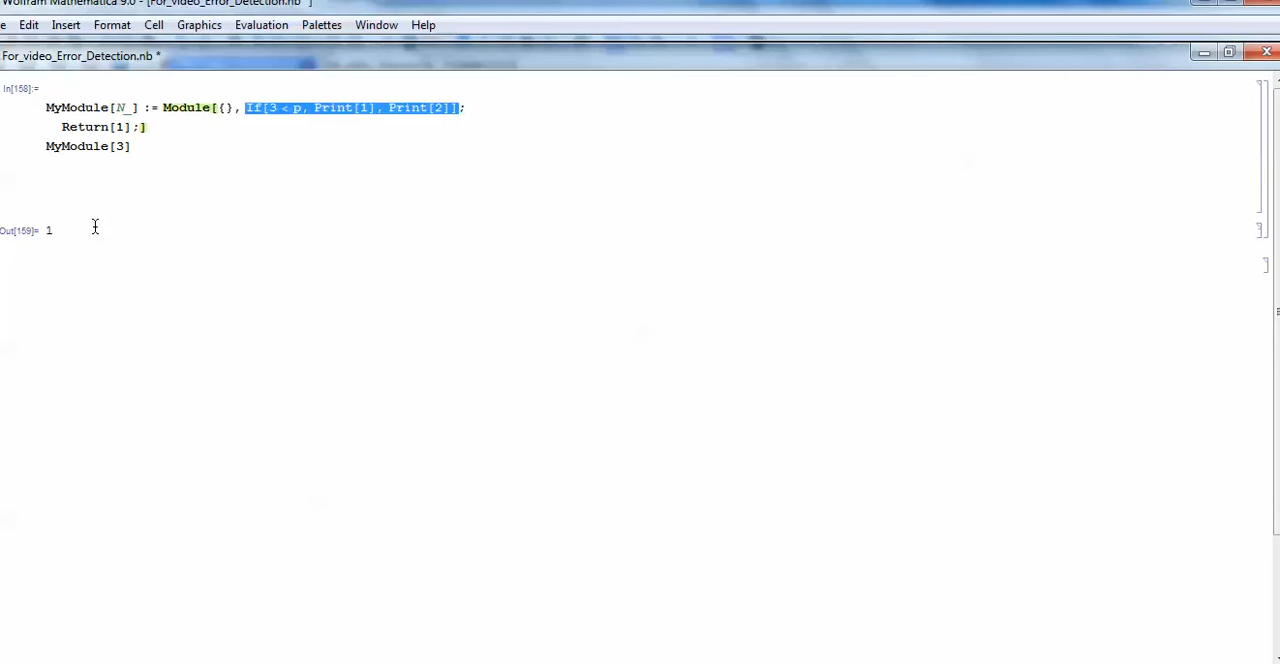 Wolfram Mathematica 9.0 - [For_video_Error_Detection.nb * ]
Edit Insert Format Cell Graphics Evaluation Palettes Window Help
For_video_Error_Detection.nb *
In[158]:=
MyModule[N_] := Module[{}, If[3 < p, Print[1], Print[2]];
Return[1];]
MyModule[3]
Out[159]= 1